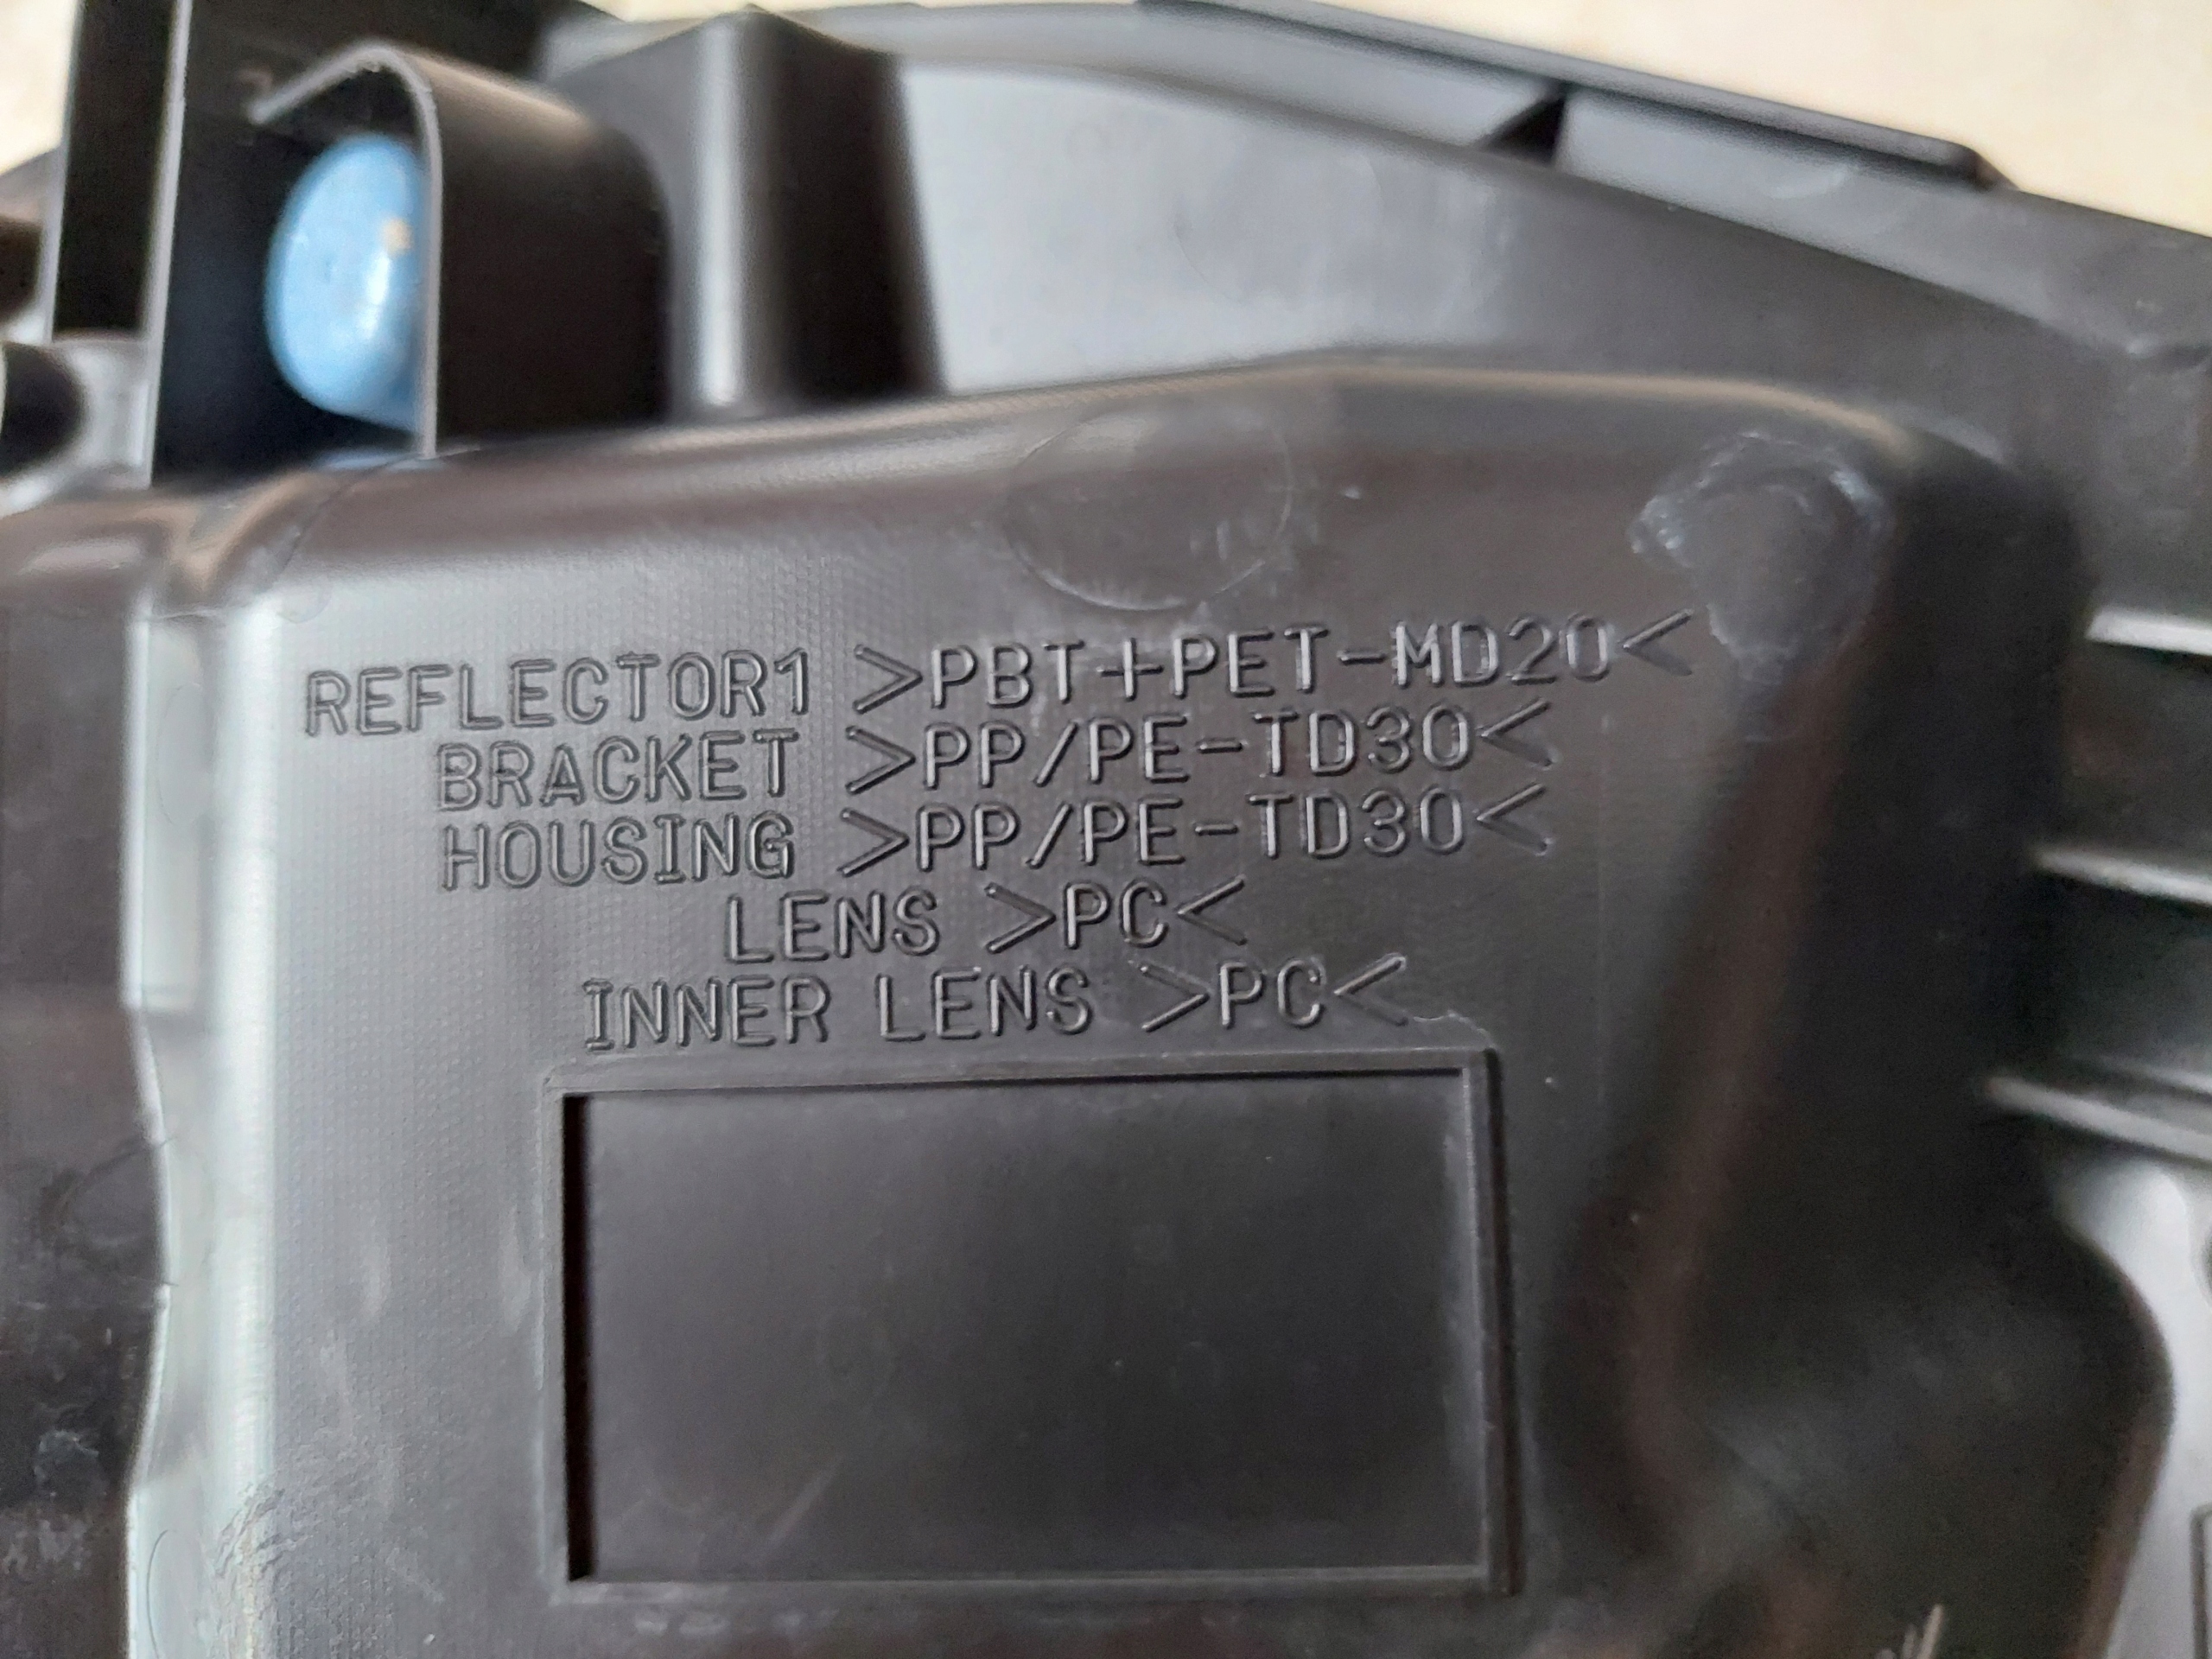 REFLECTOR1 >PBT+PET-MD20<
BRACKET >PP/PE-TD30<
HOUSING >PP/PE-TD30<
LENS >PC<
INNER LENS >PC<